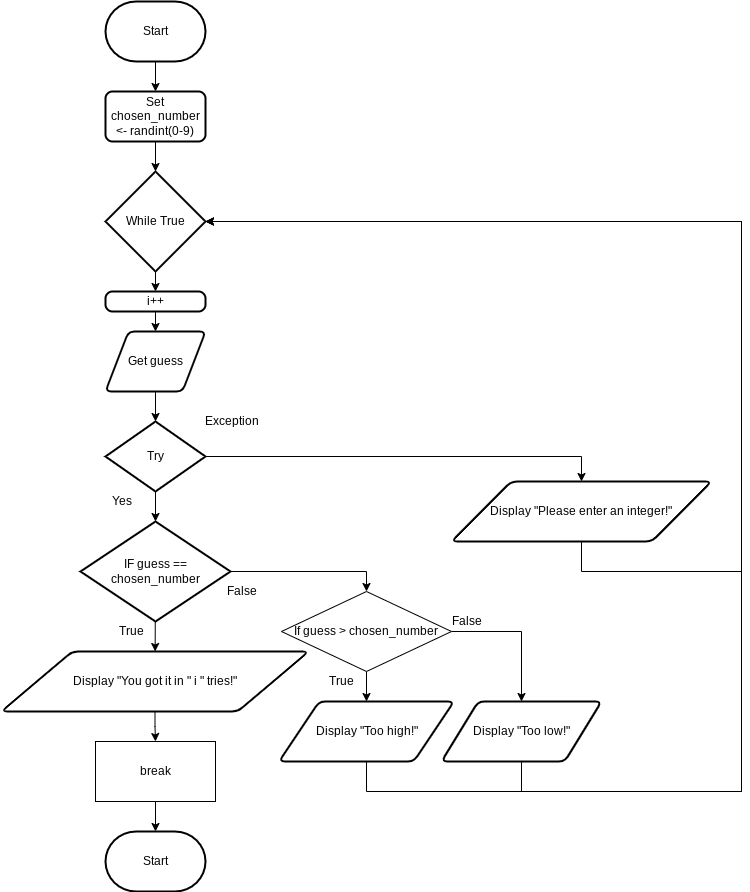 Start
Set
chosen_number
<- randint(0-9)
While True
i++
Get guess
Exception
Try
Yes
Display "Please enter an integer!"
IF guess ==
chosen_number
False
True
If guess > chosen_number
False
True
Display "You got it in " i " tries!"
Display "Too high!"
Display "Too low!"
break
Start